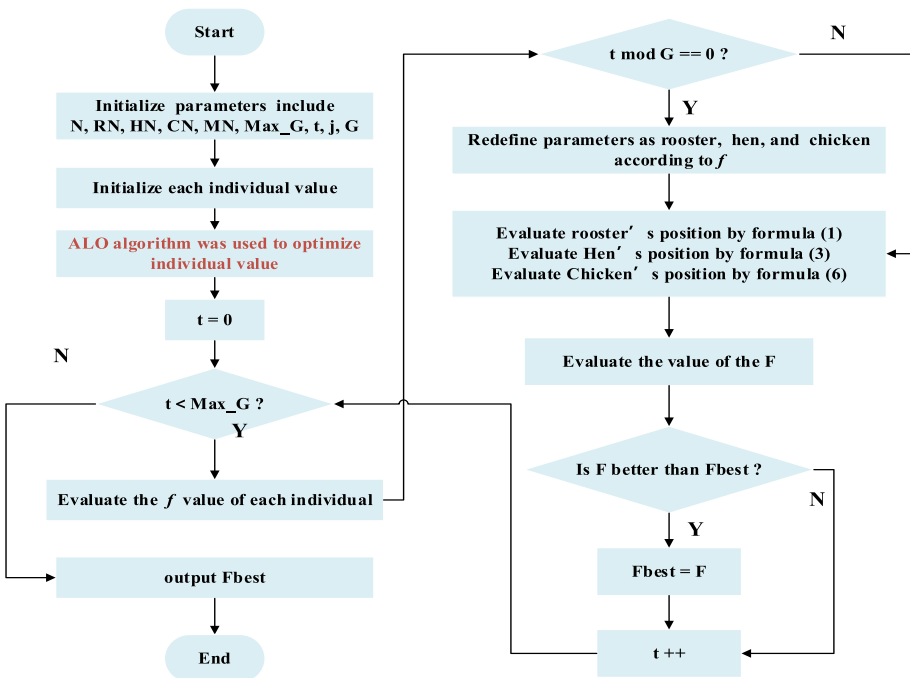 Start
Initialize parameters include
N, RN, HN, CN, MN, Max_G, t, j, G
Initialize each individual value
ALO algorithm was used to optimize
individual value
t = 0
N
t < Max_G ?
Y
Evaluate the f value of each individual
output Fbest
End
t mod G == 0 ?
N
Y
Redefine parameters as rooster, hen, and chicken
according to f
Evaluate rooster′ s position by formula (1)
Evaluate Hen′ s position by formula (3)
Evaluate Chicken′ s position by formula (6)
Evaluate the value of the F
Is F better than Fbest ?
N
Y
Fbest = F
t ++